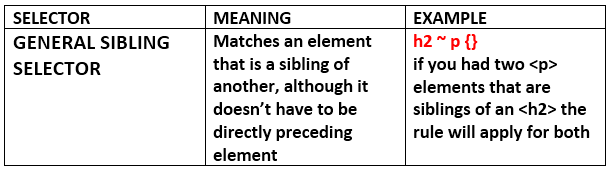 SELECTOR MEANING EXAMPLE
GENERAL SIBLING
SELECTOR
Matches an element
that is a sibling of
another, although it
doesn’t have to be
directly preceding
element
h2 ~ p {}
if you had two <p>
elements that are
siblings of an <h2> the
rule will apply for both